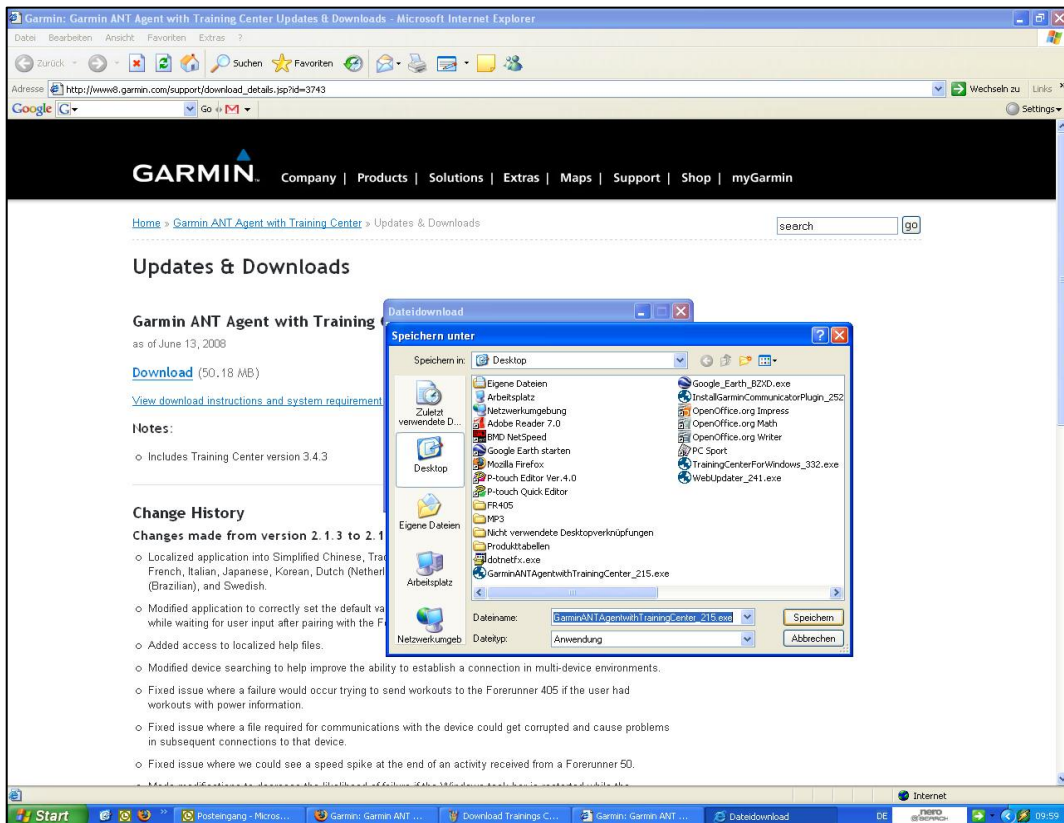 Garmin: Garmin ANT Agent with Training Center Updates & Downloads - Microsoft Internet Explorer
Datei Bearbeiten Ansicht Favoriten Extras ?
Zurück Suchen Favoriten
Adresse http://www8.garmin.com/support/download_details.jsp?id=3743 Wechseln zu Links »
Google G Go M Settings
GARMIN. Company | Products | Solutions | Extras | Maps | Support | Shop | myGarmin
Home » Garmin ANT Agent with Training Center » Updates & Downloads
search go
Updates & Downloads
Garmin ANT Agent with Training
as of June 13, 2008
Download (50.18 MB)
View download instructions and system requirement
Notes:
Includes Training Center version 3.4.3
Change History
Changes made from version 2.1.3 to 2.1
Localized application into Simplified Chinese, Trad
French, Italian, Japanese, Korean, Dutch (Netherl
(Brazilian), and Swedish.
Modified application to correctly set the default va
while waiting for user input after pairing with the F
Added access to localized help files.
Modified device searching to help improve the ability to establish a connection in multi-device environments.
Fixed issue where a failure would occur trying to send workouts to the Forerunner 405 if the user had
workouts with power information.
Fixed issue where a file required for communications with the device could get corrupted and cause problems
in subsequent connections to that device.
Fixed issue where we could see a speed spike at the end of an activity received from a Forerunner 50.
Dateidownload
Speichern unter
Speichern in: Desktop
Zuletzt
verwendete D...
Desktop
Eigene Dateien
Arbeitsplatz
Netzwerkumgeb
Eigene Dateien
Arbeitsplatz
Netzwerkumgebung
Adobe Reader 7.0
BMD NetSpeed
Google Earth starten
Mozilla Firefox
P-touch Editor Ver.4.0
P-touch Quick Editor
FR405
MP3
Nicht verwendete Desktopverknüpfungen
Produkttabellen
dotnetfx.exe
GarminANTAgentwithTrainingCenter_215.exe
Google_Earth_BZXD.exe
InstallGarminCommunicatorPlugin_252
OpenOffice.org Impress
OpenOffice.org Math
OpenOffice.org Writer
PC Sport
TrainingCenterForWindows_332.exe
WebUpdater_241.exe
Dateiname: GarminANTAgentwithTrainingCenter_215.exe Speichern
Dateityp: Anwendung Abbrechen
Internet
Start » Posteingang - Micros... Garmin: Garmin ANT ... Download Trainings C... Garmin: Garmin ANT ... Dateidownload DE nero SEARCH 09:59